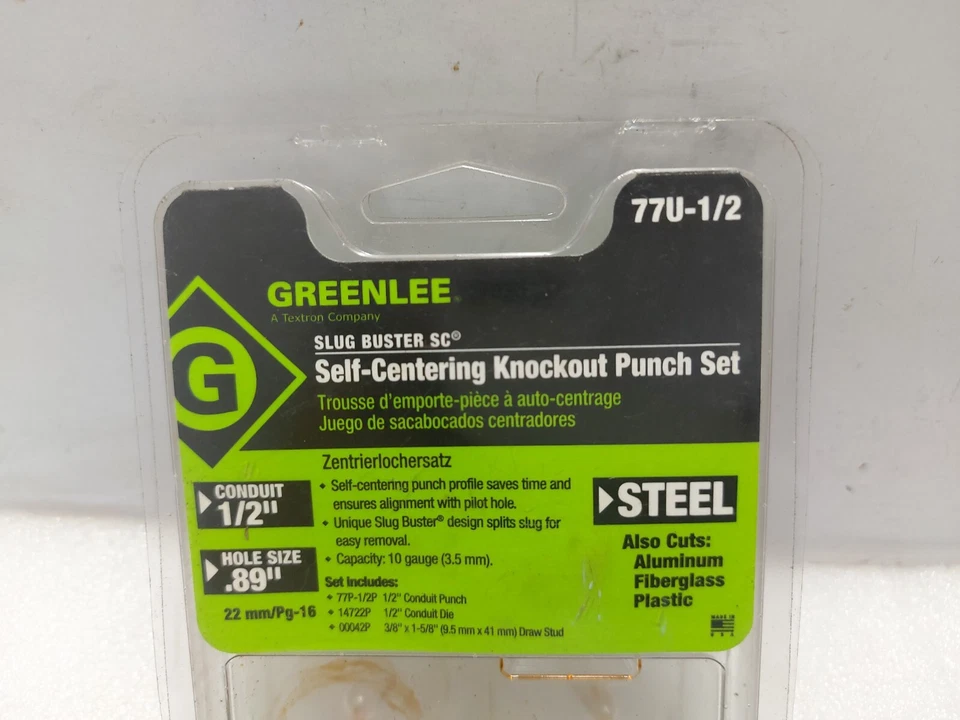 77U-1/2
GREENLEE
A Textron Company
SLUG BUSTER SC®
Self-Centering Knockout Punch Set
Trousse d'emporte-pièce à auto-centrage
Juego de sacabocados centradores
G
Zentrierlochersatz
• Self-centering punch profile saves time and
ensures alignment with pilot hole.
• Unique Slug Buster® design splits slug for
easy removal.
• Capacity: 10 gauge (3.5 mm).
Set Includes:
• 77P-1/2P 1/2" Conduit Punch
• 14722P 1/2" Conduit Die
• 00042P 3/8" x 1-5/8" (9.5 mm x 41 mm) Draw Stud
CONDUIT
1/2"
HOLE SIZE
.89"
22 mm/Pg-16
STEEL
Also Cuts:
Aluminum
Fiberglass
Plastic
MADE IN
USA